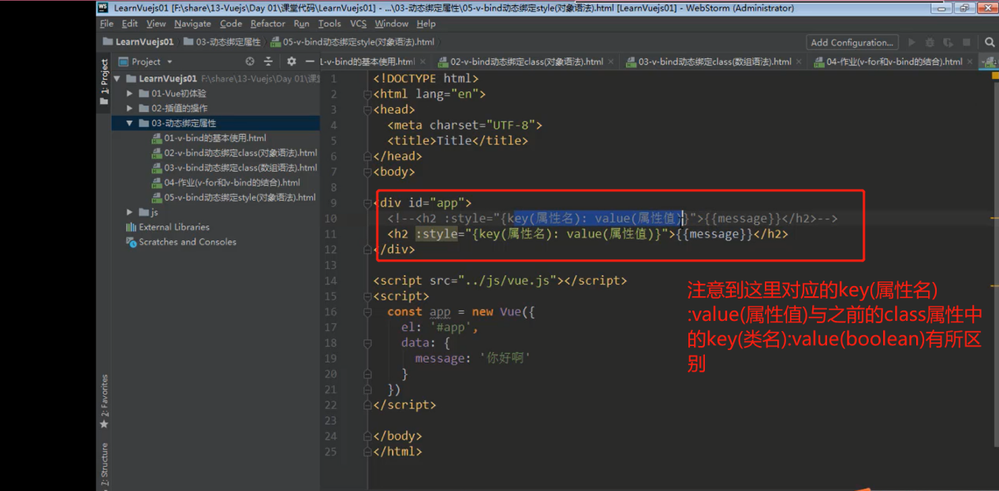 LearnVuejs01 [F:\share\13-Vuejs\Day 01\课堂代码\LearnVuejs01] - ...\03-动态绑定属性\05-v-bind动态绑定style(对象语法).html [LearnVuejs01] - WebStorm (Administrator)
File Edit View Navigate Code Refactor Run Tools VCS Window Help
LearnVuejs01 03-动态绑定属性 05-v-bind动态绑定style(对象语法).html Add Configuration...
Project
L-v-bind的基本使用.html 02-v-bind动态绑定class(对象语法).html 03-v-bind动态绑定class(数组语法).html 04-作业(v-for和v-bind的结合).html
1: Project
LearnVuejs01 F:\share\13-Vuejs\Day 01\课
01-Vue初体验
02-插值的操作
03-动态绑定属性
01-v-bind的基本使用.html
02-v-bind动态绑定class(对象语法).html
03-v-bind动态绑定class(数组语法).html
04-作业(v-for和v-bind的结合).html
05-v-bind动态绑定style(对象语法).html
js
External Libraries
Scratches and Consoles
2: Favorites
7: Structure
1 <!DOCTYPE html>
2 <html lang="en">
3 <head>
4 <meta charset="UTF-8">
5 <title>Title</title>
6 </head>
7 <body>
8
9 <div id="app">
10 <!--<h2 :style="{key(属性名): value(属性值)}">{{message}}</h2>-->
11 <h2 :style="{key(属性名): value(属性值)}">{{message}}</h2>
12 </div>
13
14 <script src="../js/vue.js"></script>
15 <script>
16 const app = new Vue({
17 el: '#app',
18 data: {
19 message: '你好啊'
20 }
21 })
22 </script>
23
24 </body>
25 </html>
注意到这里对应的key(属性名)
:value(属性值)与之前的class属性中
的key(类名):value(boolean)有所区
别